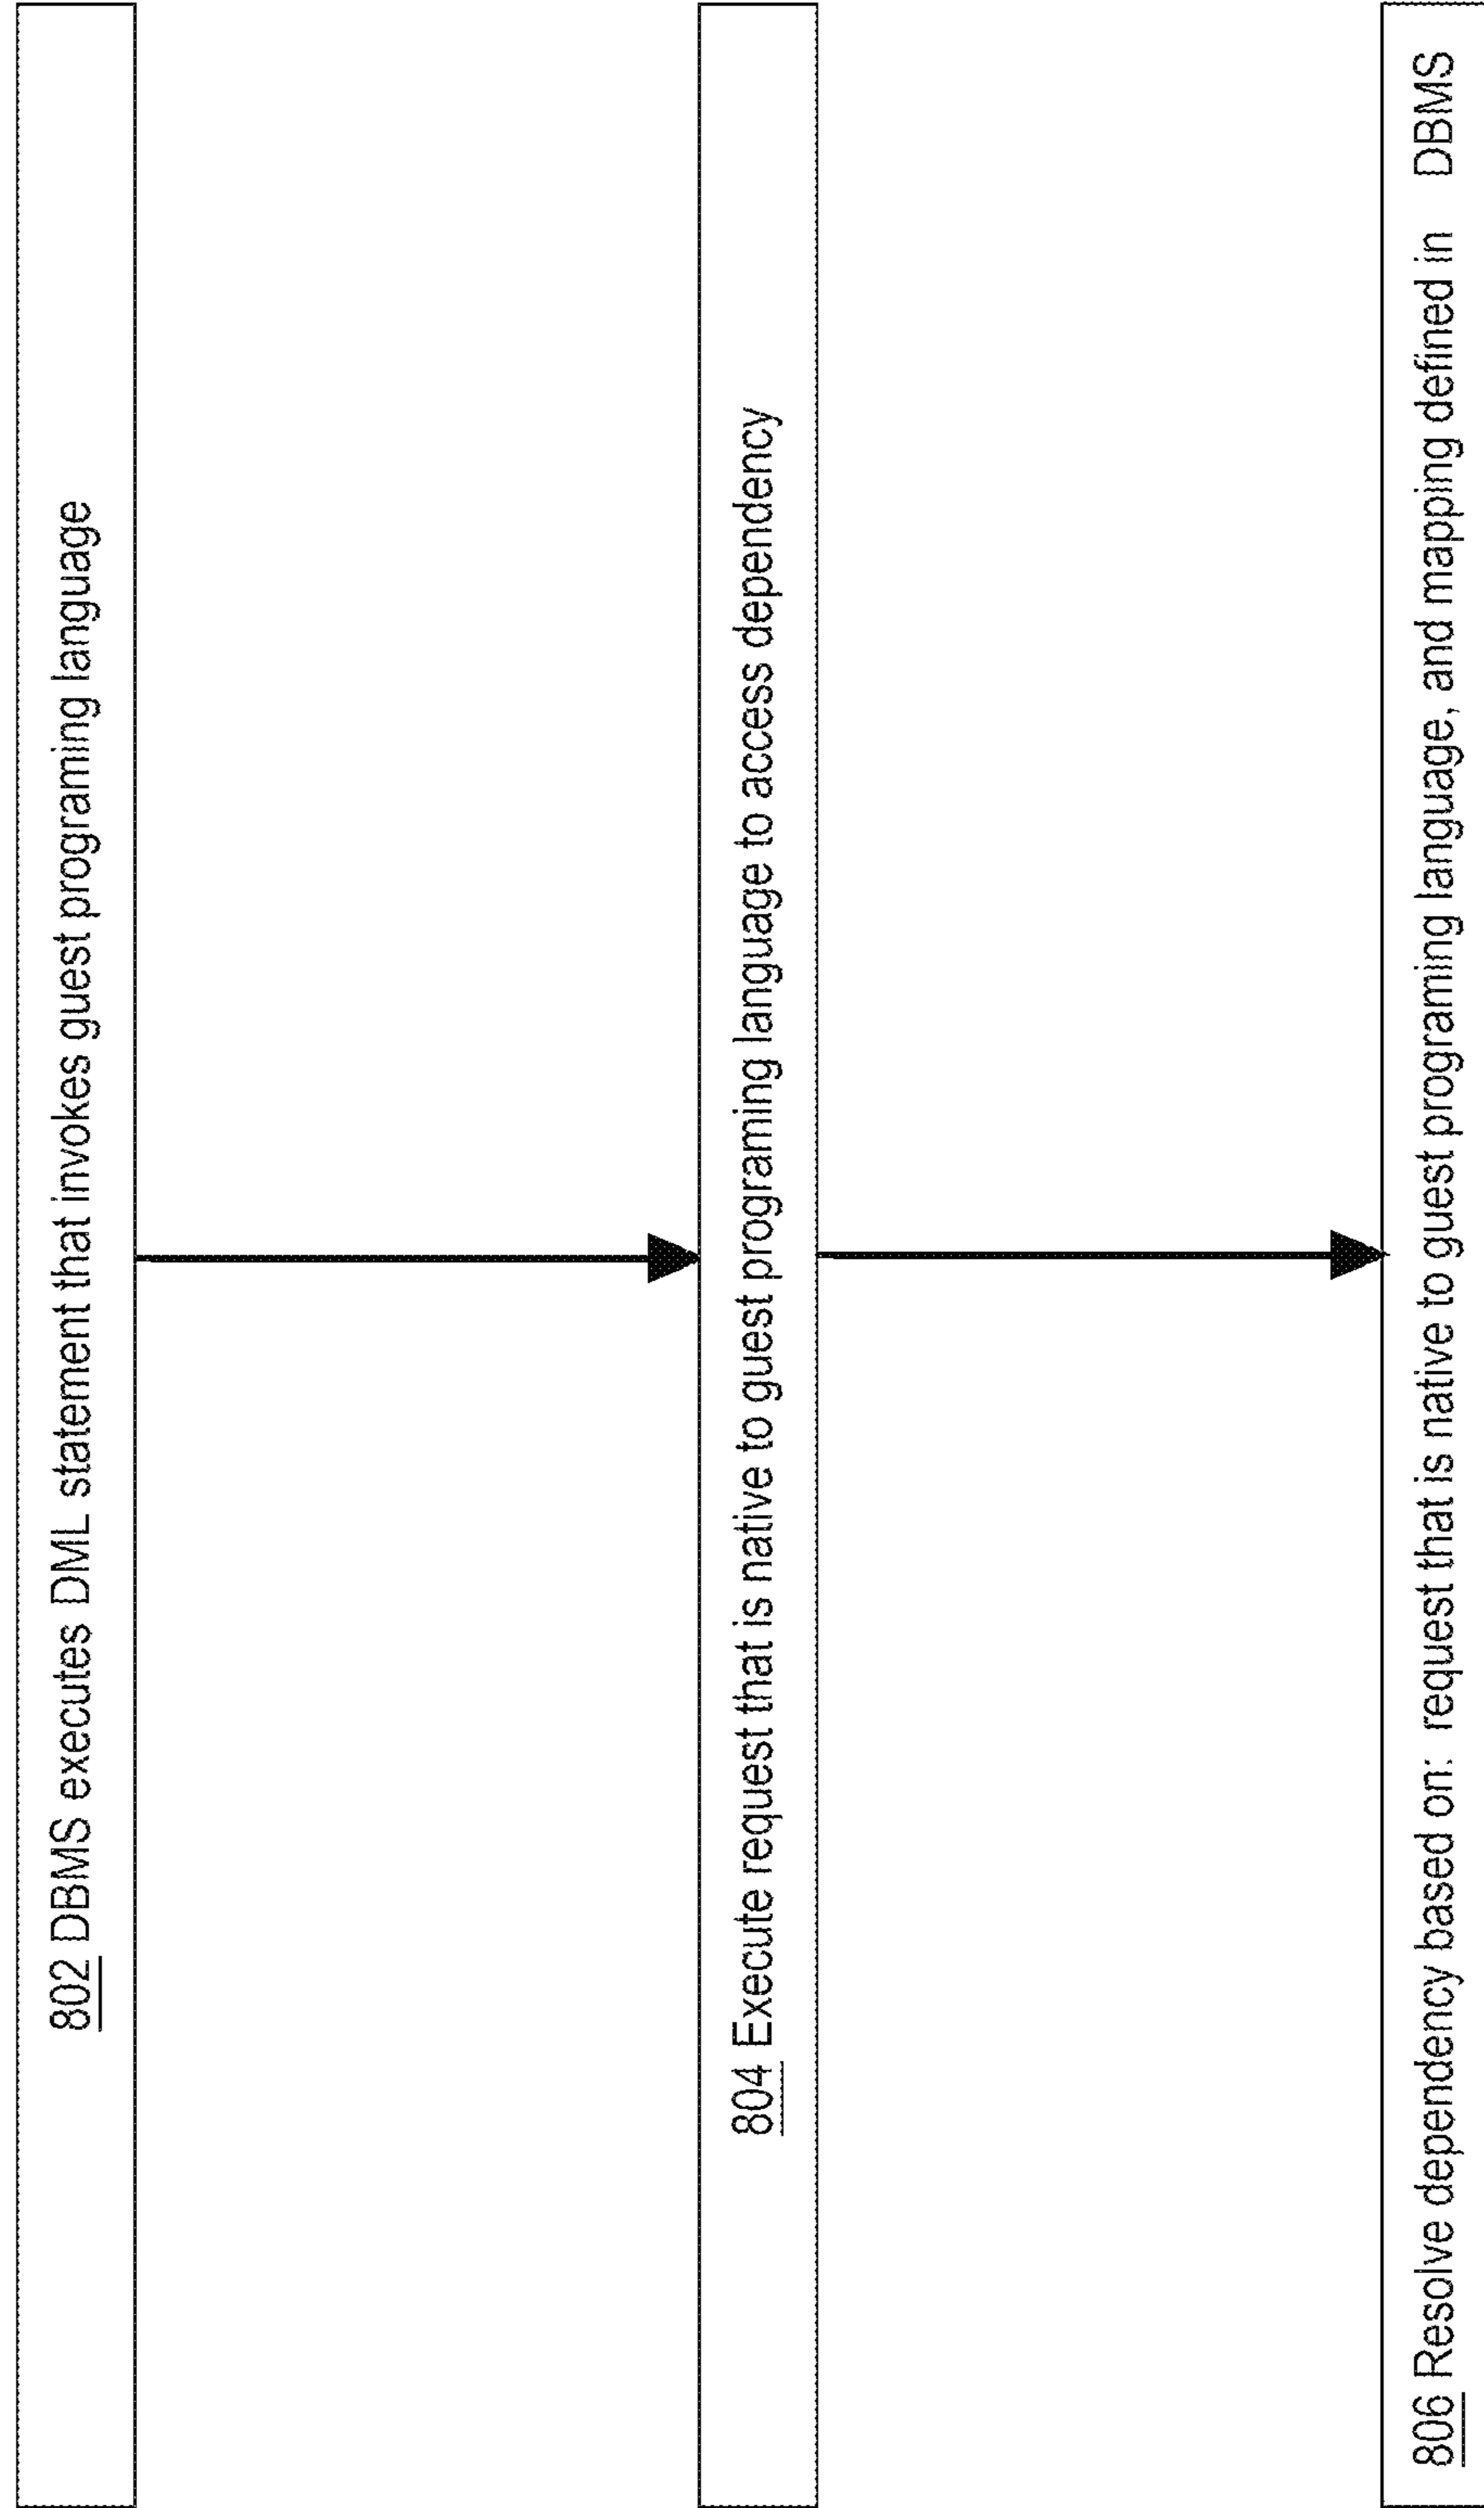 802 DBMS executes DML statement that invokes guest programing language
804 Execute request that is native to guest programing language to access dependency
806 Resolve dependency based on: request that is native to guest programing language, and mapping defined in DBMS